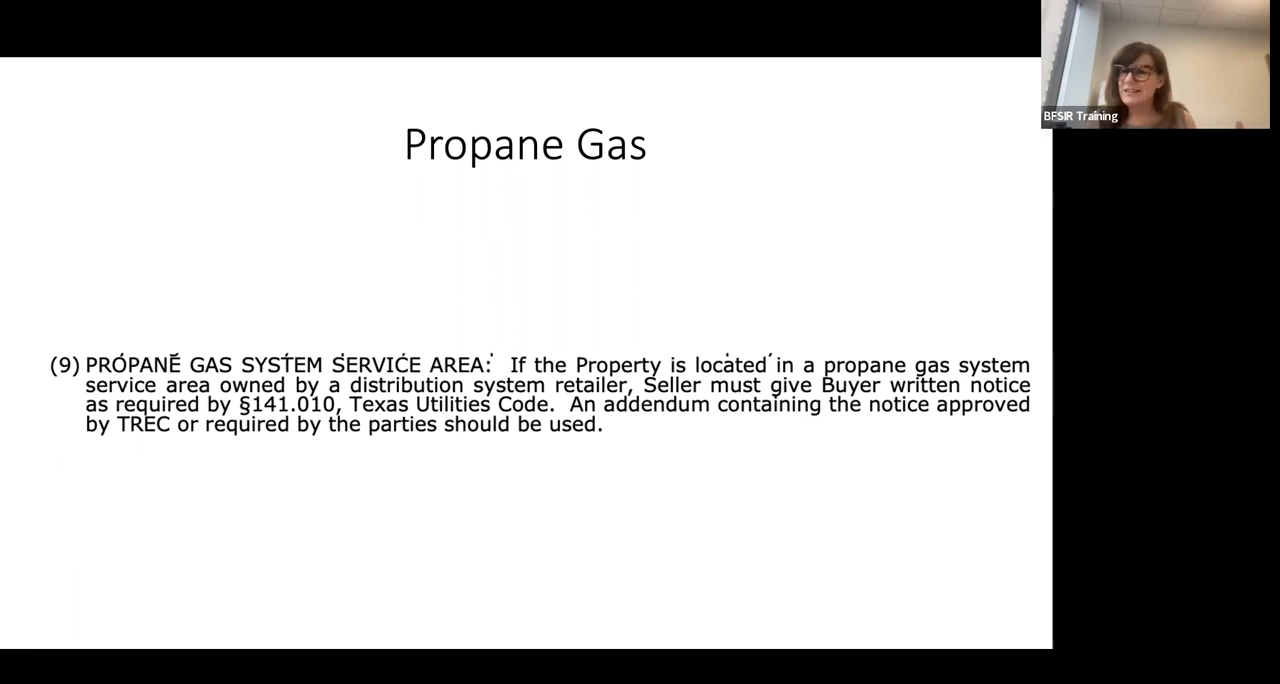 BFSIR Training
Propane Gas
(9) PROPANE GAS SYSTEM SERVICE AREA: If the Property is located in a propane gas system
service area owned by a distribution system retailer, Seller must give Buyer written notice
as required by §141.010, Texas Utilities Code. An addendum containing the notice approved
by TREC or required by the parties should be used.